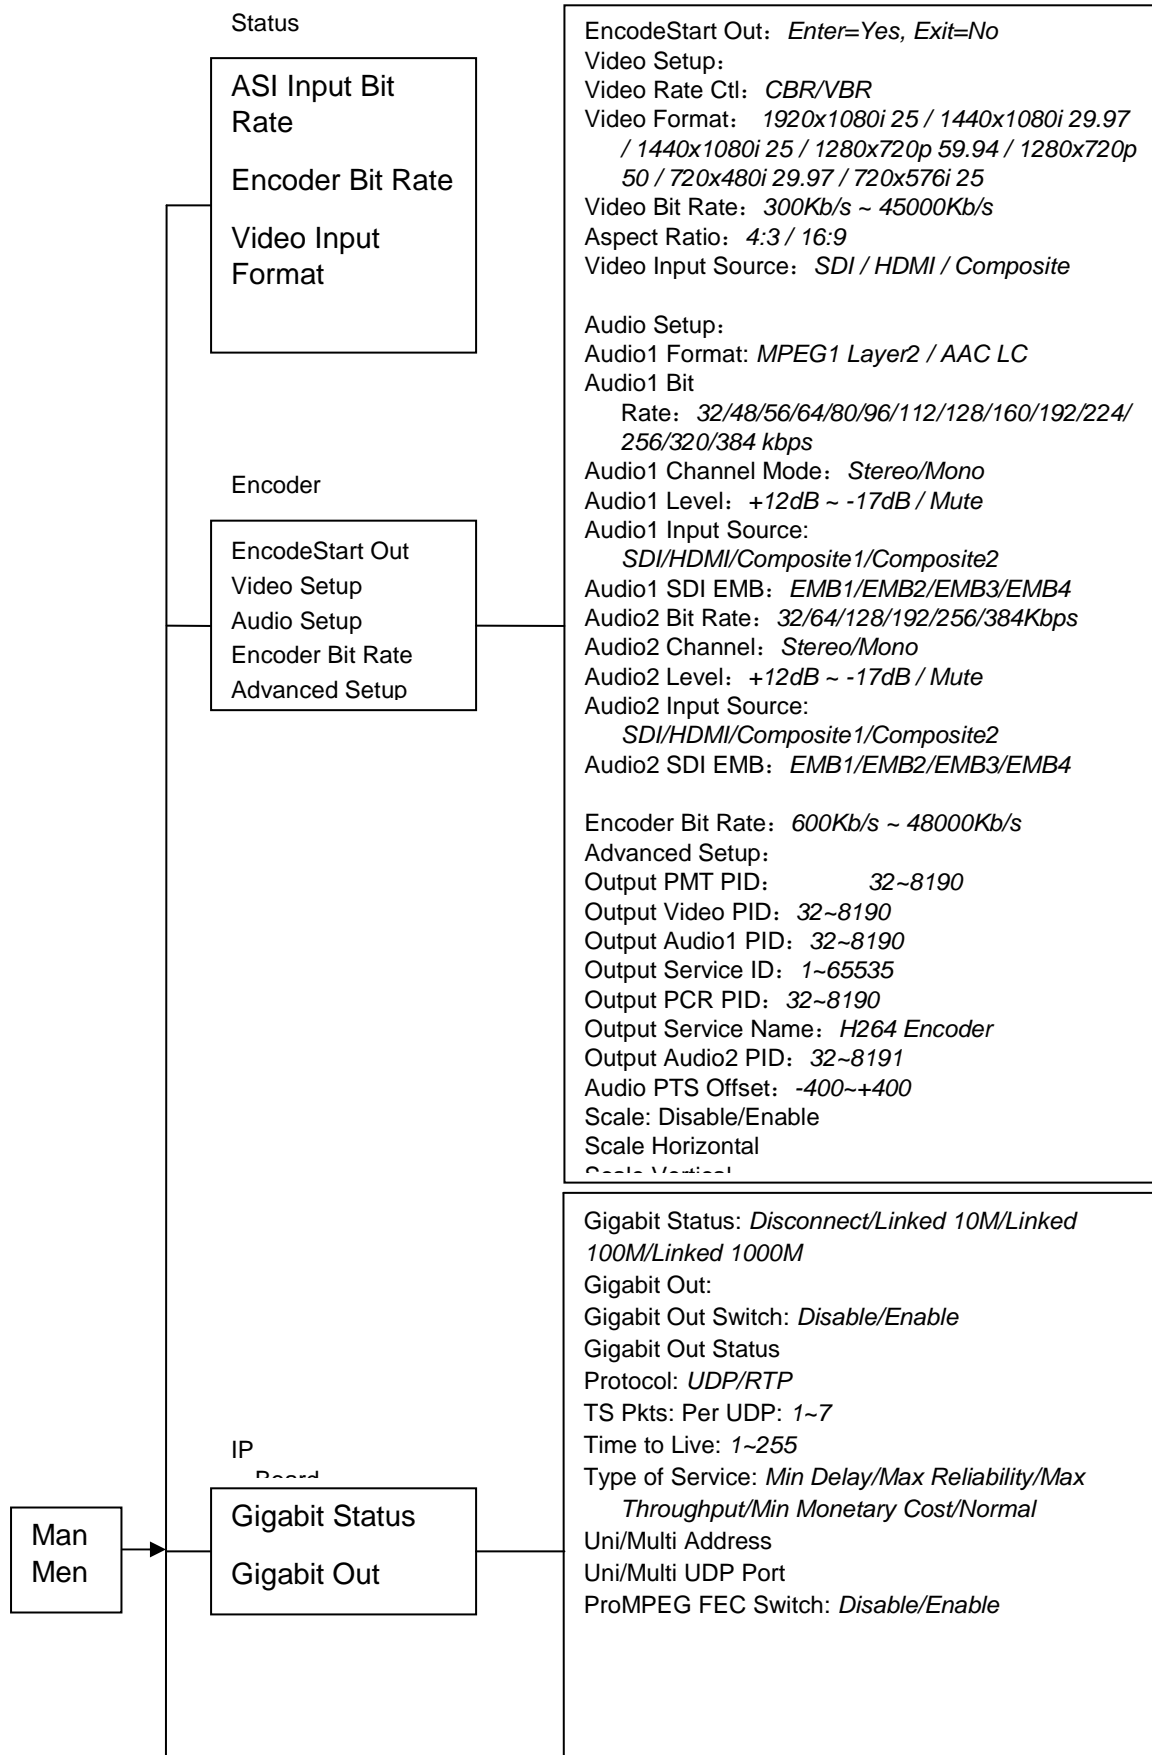 Status
ASI Input Bit
Rate
Encoder Bit Rate
Video Input
Format
Encoder
EncodeStart Out
Video Setup
Audio Setup
Encoder Bit Rate
Advanced Setup
IP
Board
Gigabit Status
Gigabit Out
Man
Men
EncodeStart Out：Enter=Yes, Exit=No
Video Setup：
Video Rate Ctl：CBR/VBR
Video Format： 1920x1080i 25 / 1440x1080i 29.97
/ 1440x1080i 25 / 1280x720p 59.94 / 1280x720p
50 / 720x480i 29.97 / 720x576i 25
Video Bit Rate：300Kb/s ~ 45000Kb/s
Aspect Ratio：4:3 / 16:9
Video Input Source：SDI / HDMI / Composite
Audio Setup：
Audio1 Format: MPEG1 Layer2 / AAC LC
Audio1 Bit
Rate：32/48/56/64/80/96/112/128/160/192/224/
256/320/384 kbps
Audio1 Channel Mode：Stereo/Mono
Audio1 Level：+12dB ~ -17dB / Mute
Audio1 Input Source:
SDI/HDMI/Composite1/Composite2
Audio1 SDI EMB：EMB1/EMB2/EMB3/EMB4
Audio2 Bit Rate：32/64/128/192/256/384Kbps
Audio2 Channel：Stereo/Mono
Audio2 Level：+12dB ~ -17dB / Mute
Audio2 Input Source:
SDI/HDMI/Composite1/Composite2
Audio2 SDI EMB：EMB1/EMB2/EMB3/EMB4
Encoder Bit Rate：600Kb/s ~ 48000Kb/s
Advanced Setup：
Output PMT PID： 32~8190
Output Video PID：32~8190
Output Audio1 PID：32~8190
Output Service ID：1~65535
Output PCR PID：32~8190
Output Service Name：H264 Encoder
Output Audio2 PID：32~8191
Audio PTS Offset：-400~+400
Scale: Disable/Enable
Scale Horizontal
Scale Vertical
Gigabit Status: Disconnect/Linked 10M/Linked
100M/Linked 1000M
Gigabit Out:
Gigabit Out Switch: Disable/Enable
Gigabit Out Status
Protocol: UDP/RTP
TS Pkts: Per UDP: 1~7
Time to Live: 1~255
Type of Service: Min Delay/Max Reliability/Max
Throughput/Min Monetary Cost/Normal
Uni/Multi Address
Uni/Multi UDP Port
ProMPEG FEC Switch: Disable/Enable